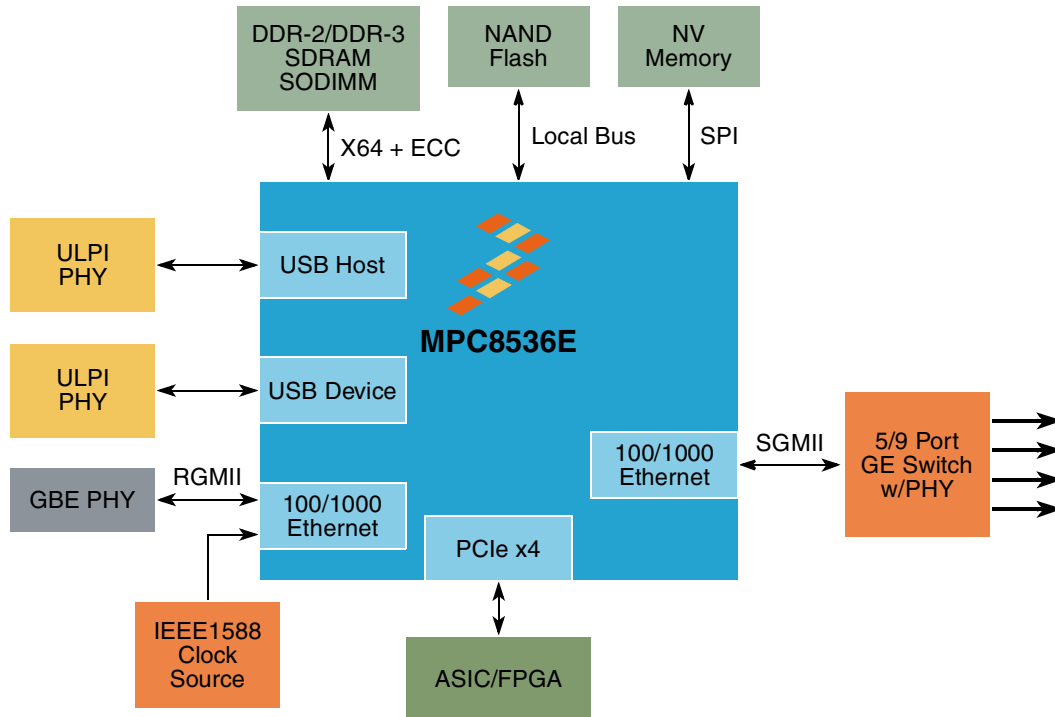 DDR-2/DDR-3
SDRAM
SODIMM
NAND
Flash
NV
Memory
X64 + ECC
Local Bus
SPI
ULPI
PHY
USB Host
MPC8536E
ULPI
PHY
USB Device
GBE PHY
RGMII
100/1000
Ethernet
100/1000
Ethernet
SGMII
5/9 Port
GE Switch
w/PHY
PCIe x4
IEEE1588
Clock
Source
ASIC/FPGA